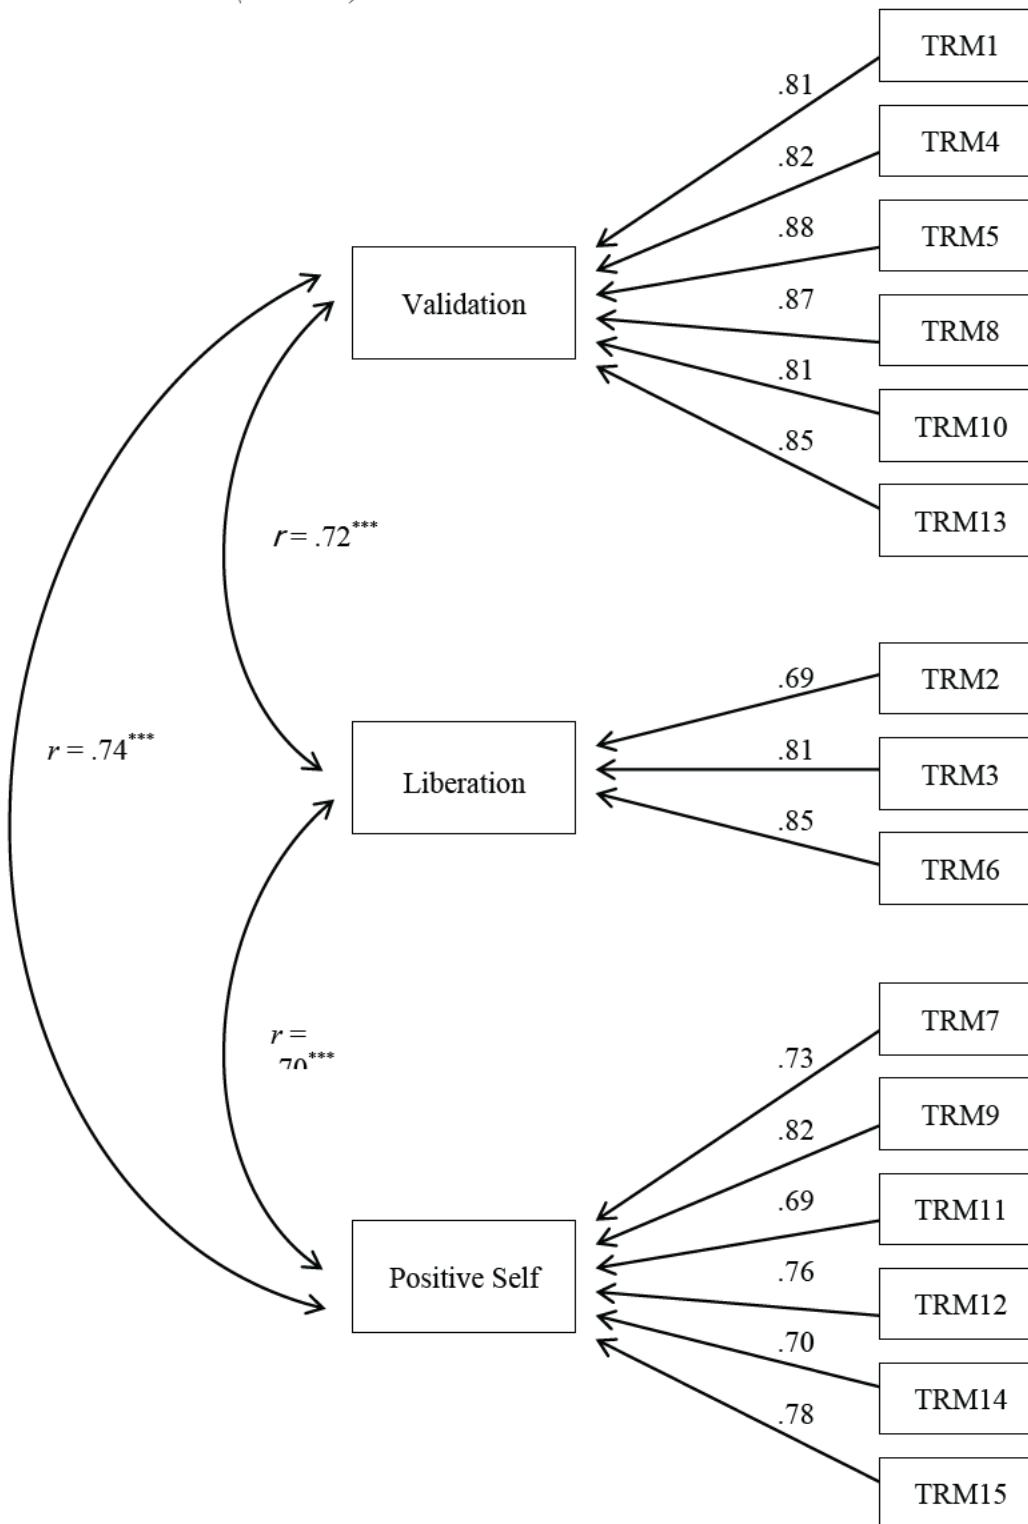 TRM1
.81
TRM4
.82
TRM5
.88
Validation
TRM8
.87
TRM10
.81
TRM13
.85
r = .72***
TRM2
.69
r = .74***
TRM3
.81
Liberation
TRM6
.85
TRM7
r =
.70***
.73
TRM9
.82
TRM11
.69
Positive Self
TRM12
.76
TRM14
.70
TRM15
.78